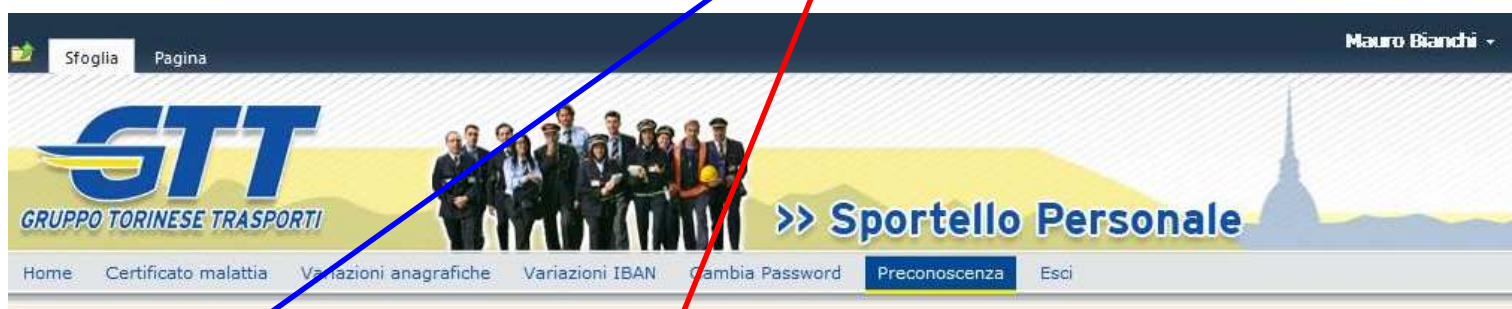 Sfoglia Pagina Mauro Bianchi
GTT
GRUPPO TORINESE TRASPORTI
>> Sportello Personale
Home Certificato malattia Variazioni anagrafiche Variazioni IBAN Cambia Password Preconoscenza Esci